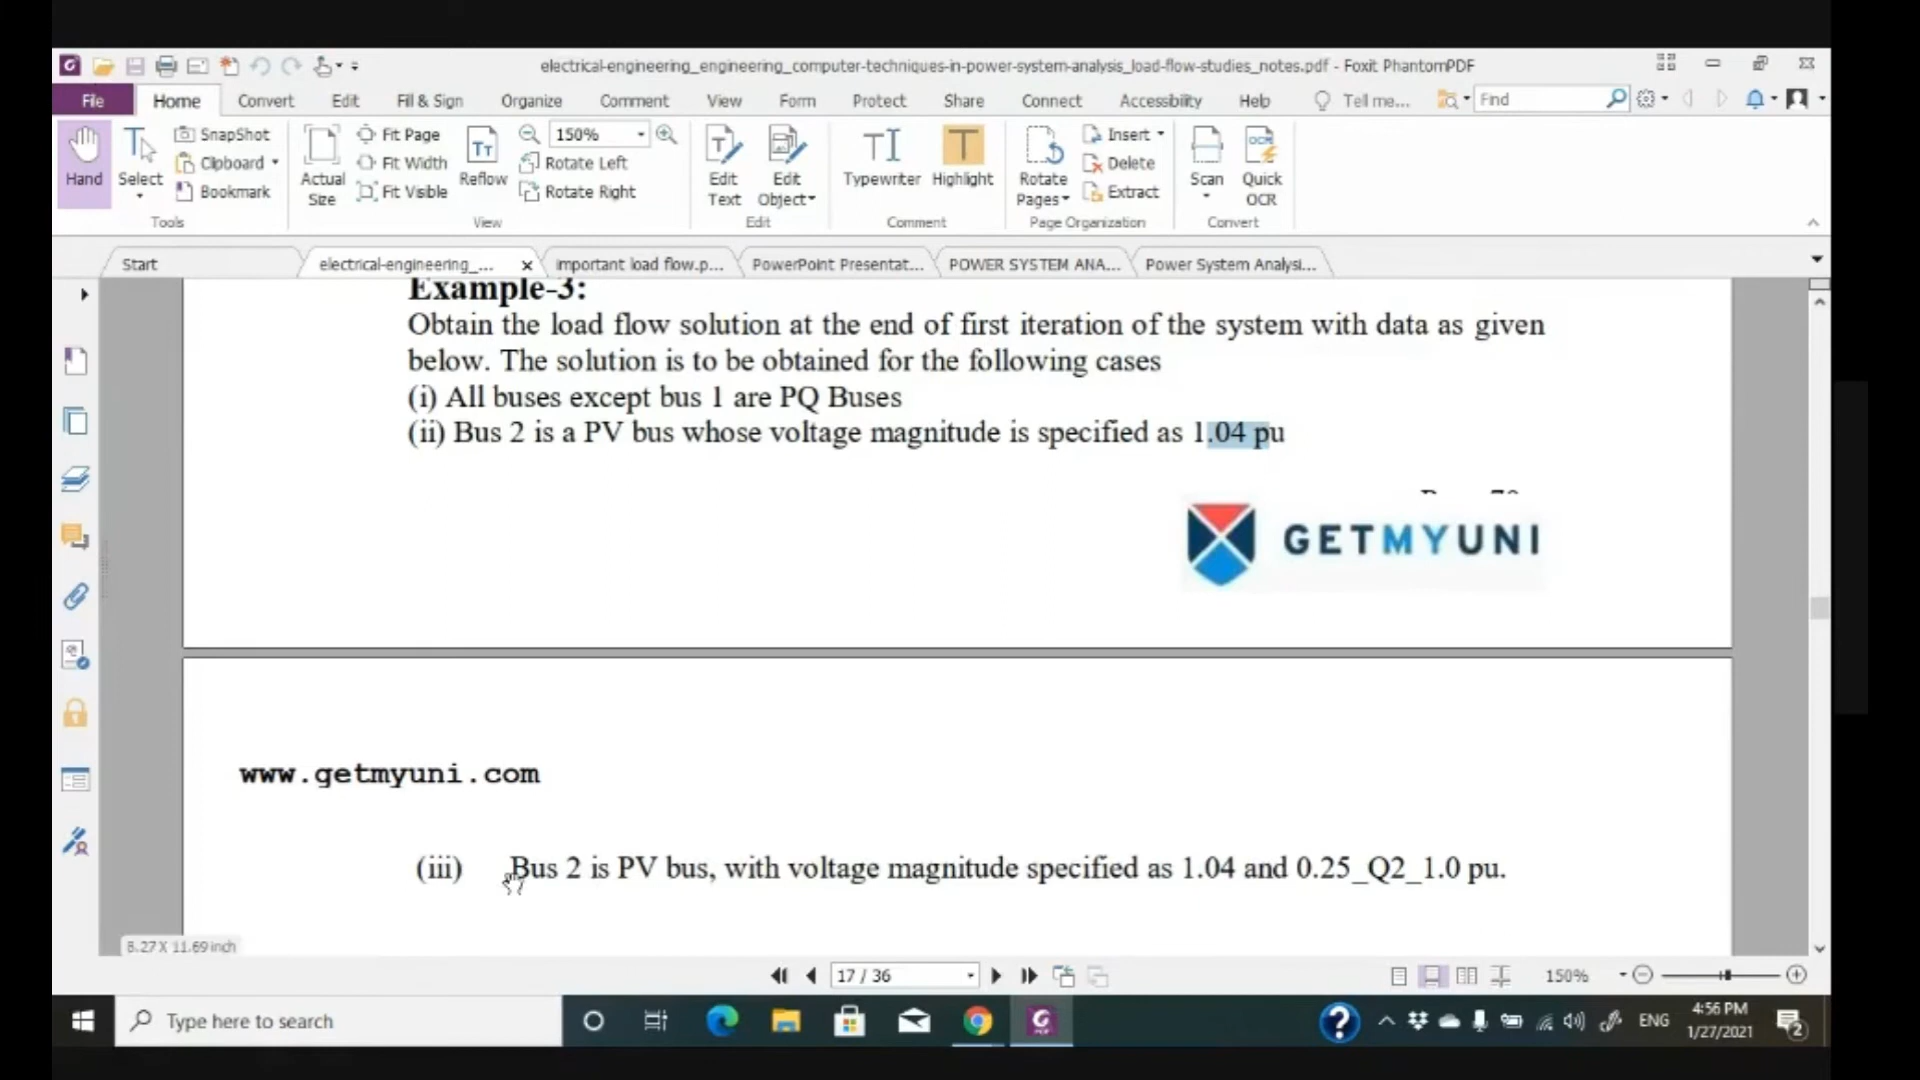 electrical-engineering_engineering_computer-techniques-in-power-system-analysis_load-flow-studies_notes.pdf - Foxit PhantomPDF
File Home Convert Edit Fill & Sign Organize Comment View Form Protect Share Connect Accessibility Help Tell me... Find
SnapShot Fit Page 150% Insert
Clipboard Fit Width Rotate Left Delete
Hand Select Bookmark Actual Size Fit Visible Reflow Rotate Right Edit Text Edit Object Typewriter Highlight Rotate Pages Extract Scan Quick OCR
Tools View Edit Comment Page Organization Convert
Start electrical-engineering_... important load flow.p... PowerPoint Presentat... POWER SYSTEM ANA... Power System Analysi...
Example-3:
Obtain the load flow solution at the end of first iteration of the system with data as given
below. The solution is to be obtained for the following cases
(i) All buses except bus 1 are PQ Buses
(ii) Bus 2 is a PV bus whose voltage magnitude is specified as 1.04 pu
GETMYUNI
www.getmyuni.com
(iii) Bus 2 is PV bus, with voltage magnitude specified as 1.04 and 0.25_Q2_1.0 pu.
8.27 X 11.69 inch
17 / 36 150%
Type here to search ENG 4:56 PM
1/27/2021 2